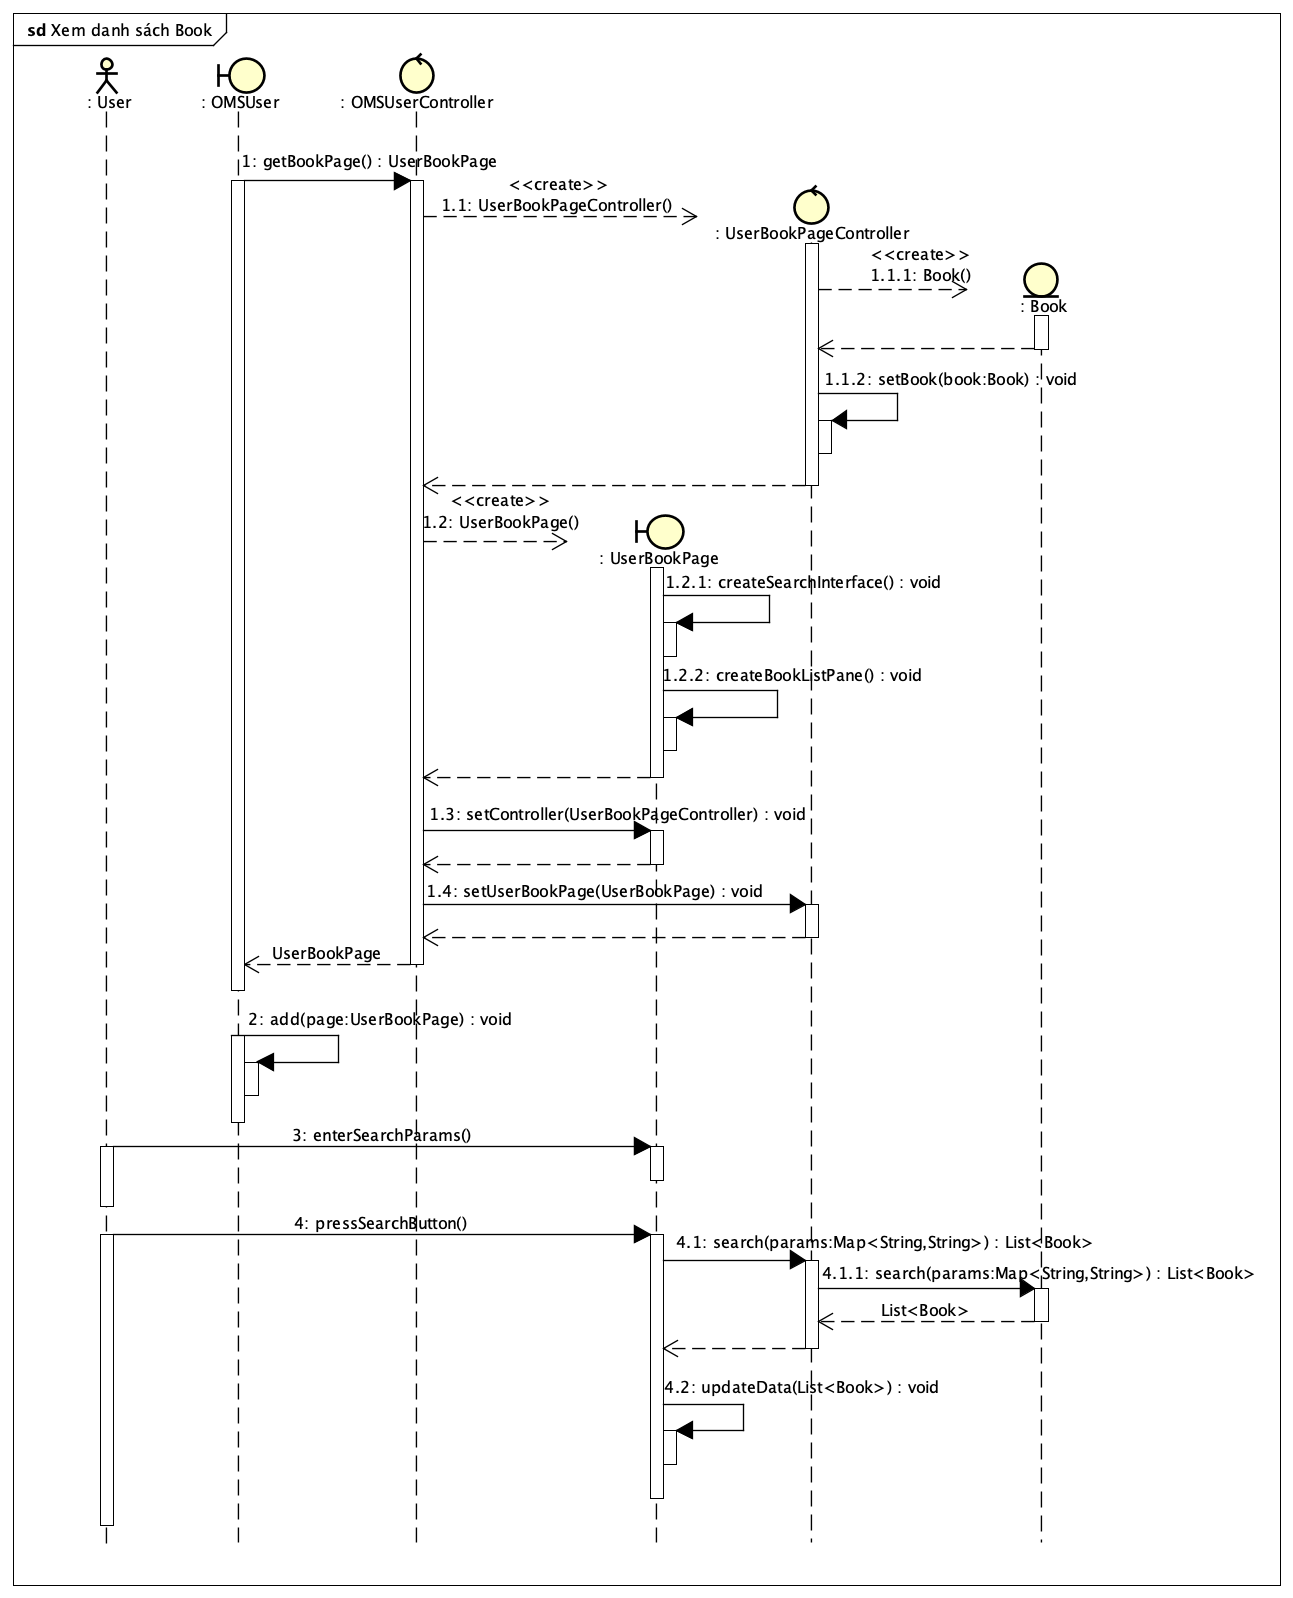 sd Xem danh sách Book
: User
: OMSUser
: OMSUserController
1: getBookPage() : UserBookPage
<<create>>
1.1: UserBookPageController()
: UserBookPageController
<<create>>
1.1.1: Book()
: Book
1.1.2: setBook(book:Book) : void
<<create>>
1.2: UserBookPage()
: UserBookPage
1.2.1: createSearchInterface() : void
1.2.2: createBookListPane() : void
1.3: setController(UserBookPageController) : void
1.4: setUserBookPage(UserBookPage) : void
UserBookPage
2: add(page:UserBookPage) : void
3: enterSearchParams()
4: pressSearchButton()
4.1: search(params:Map<String,String>) : List<Book>
4.1.1: search(params:Map<String,String>) : List<Book>
List<Book>
4.2: updateData(List<Book>) : void